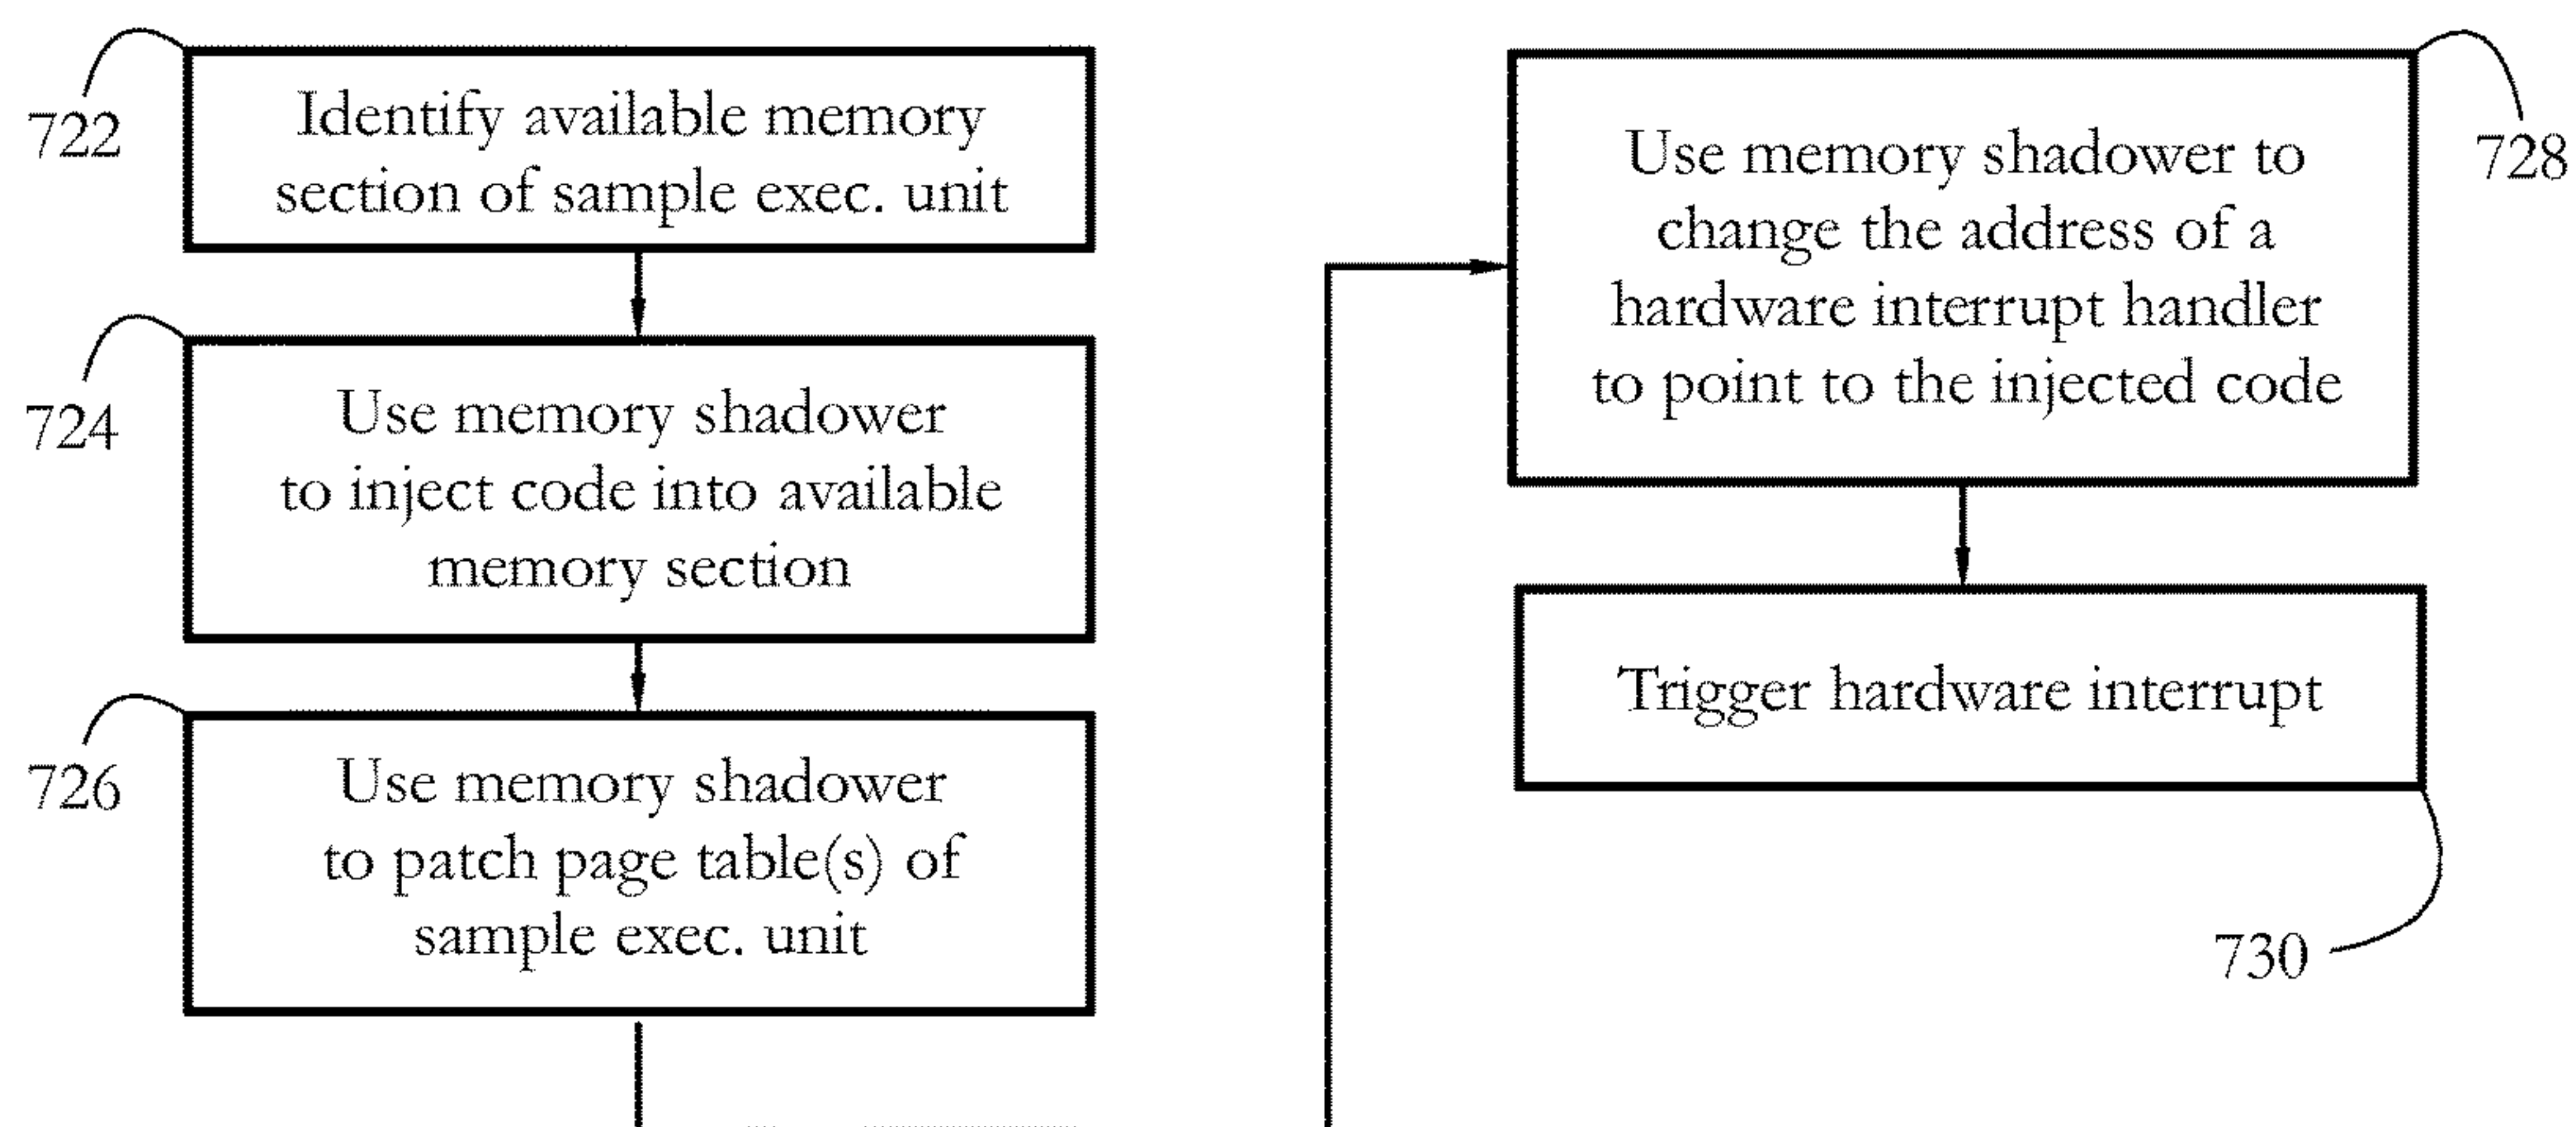 722
Identify available memory
section of sample exec. unit
724
Use memory shadower
to inject code into available
memory section
726
Use memory shadower
to patch page table(s) of
sample exec. unit
728
Use memory shadower to
change the address of a
hardware interrupt handler
to point to the injected code
Trigger hardware interrupt
730